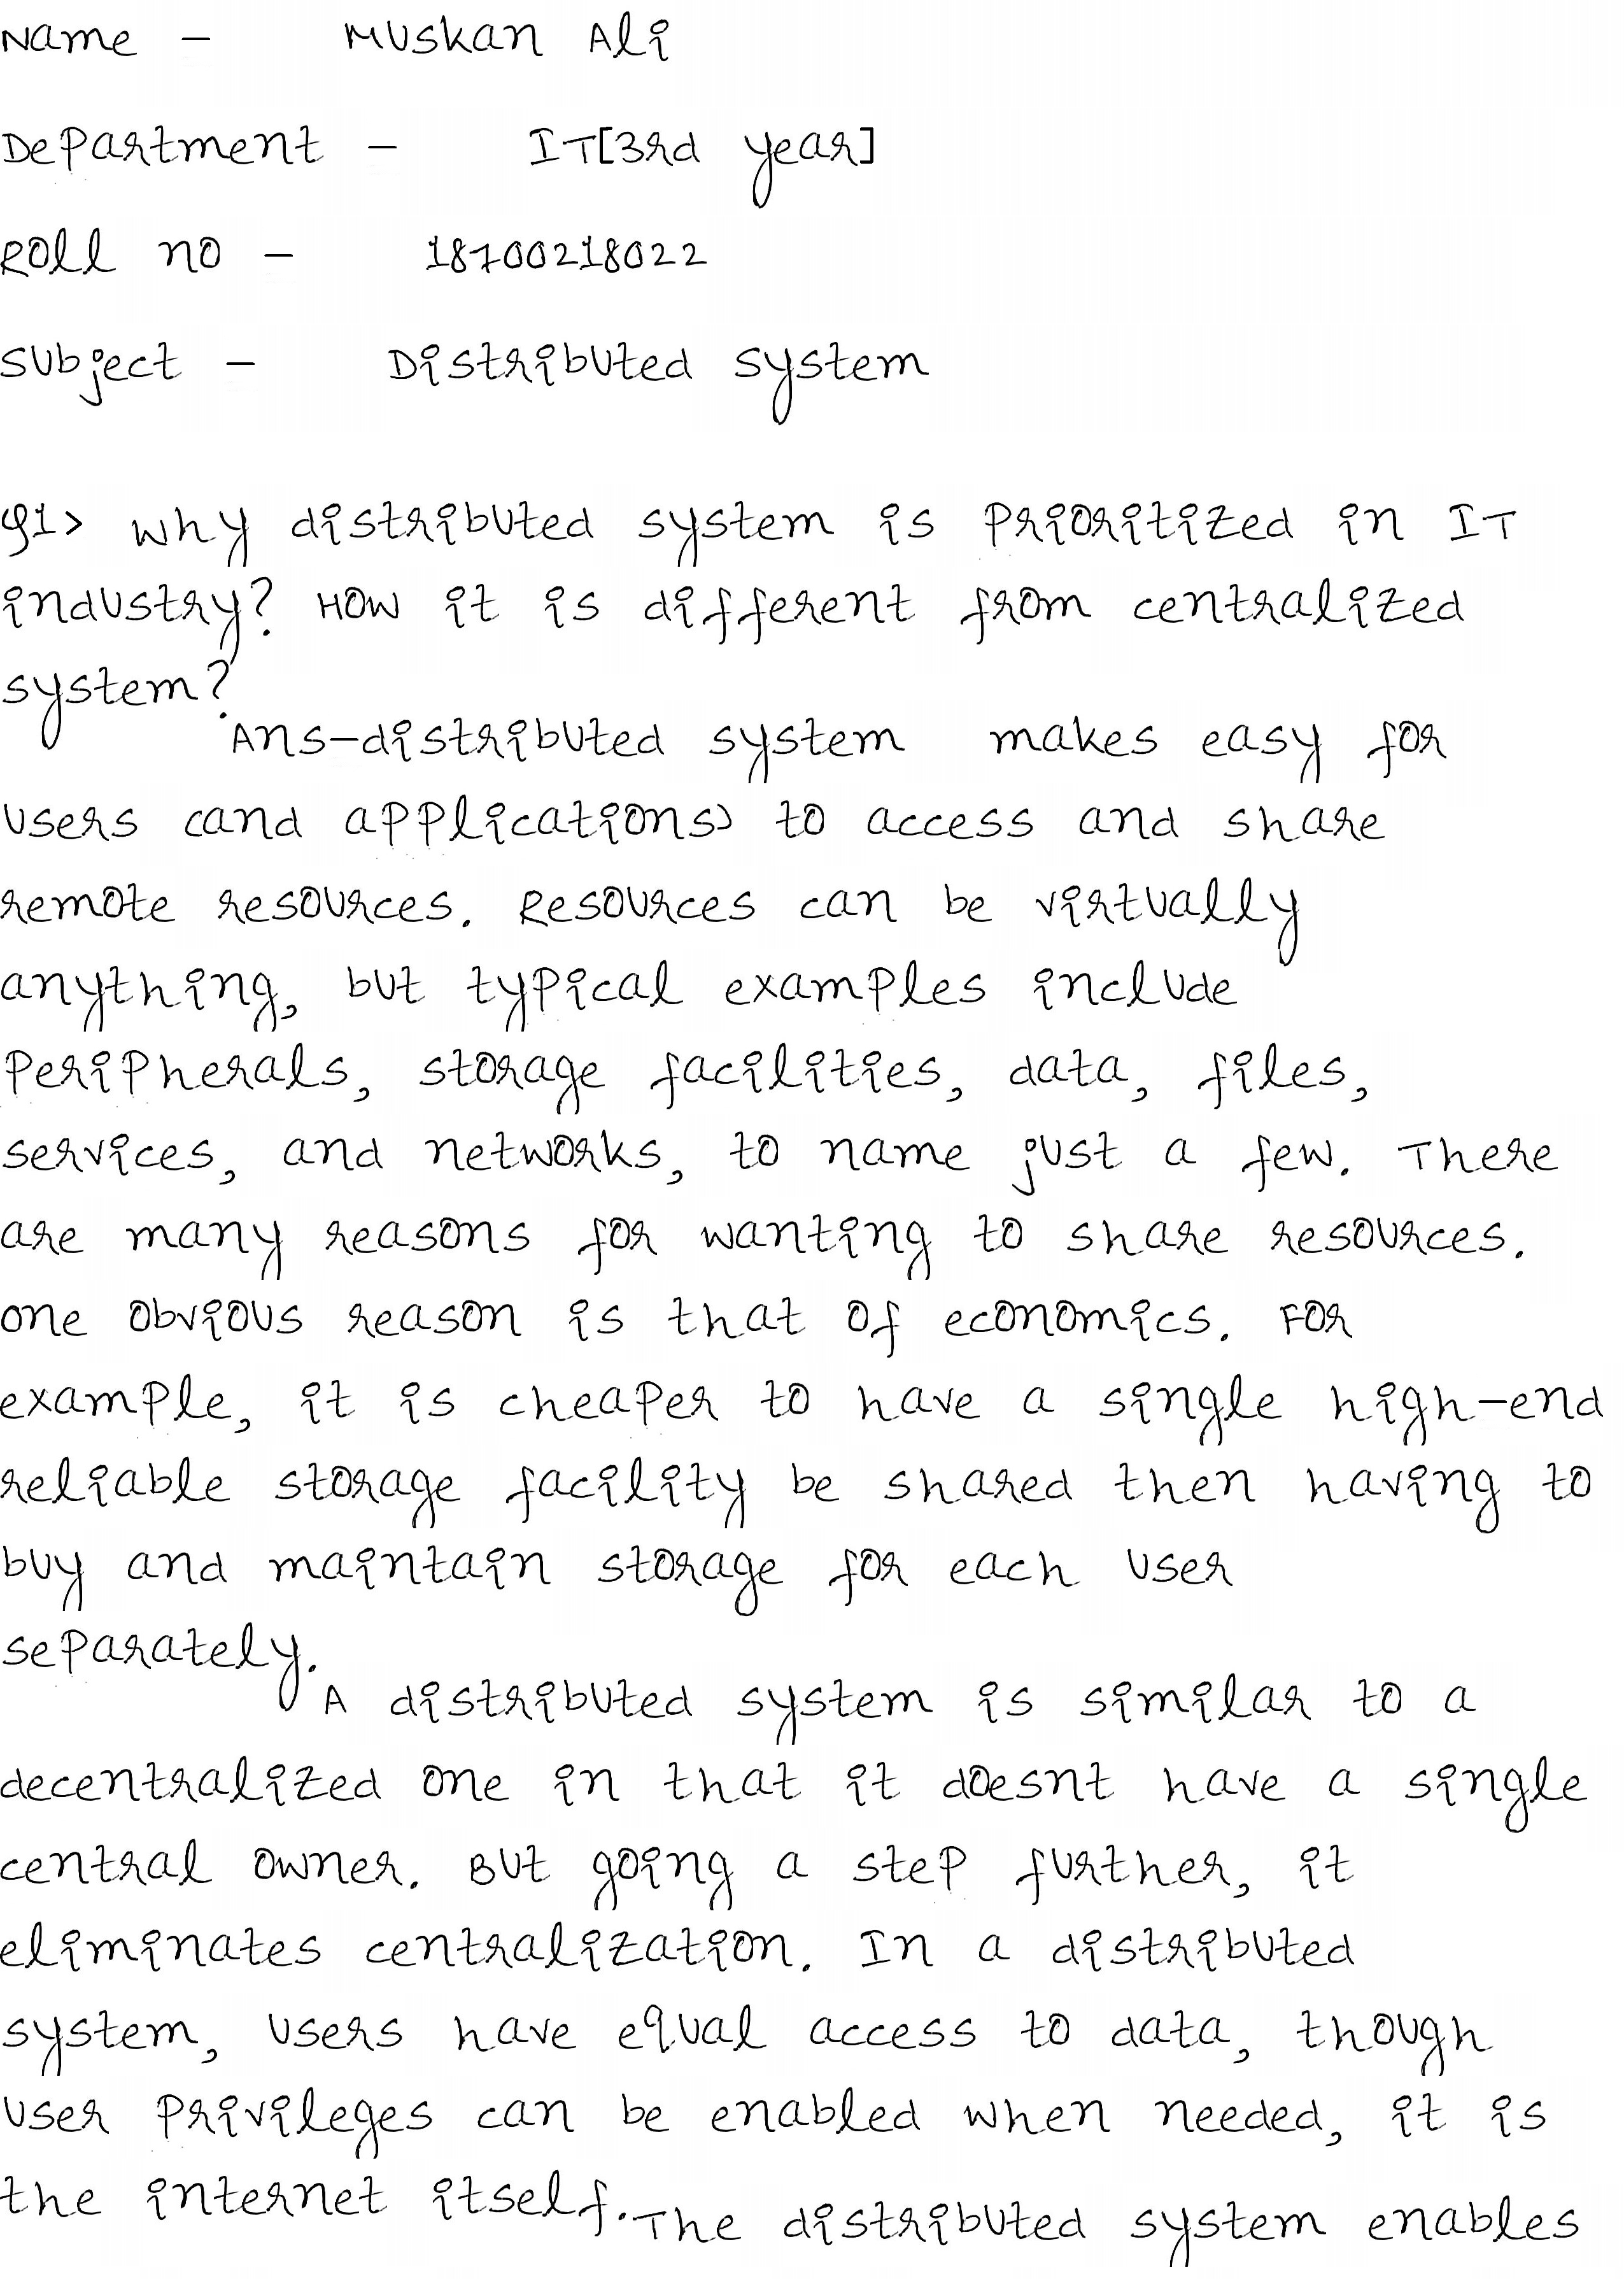 Name - Muskan Ali
Department - IT[3rd year]
Roll no - 18700218022
Subject - Distributed system
Q1> Why distributed system is prioritized in IT
industry? How it is different from centralized
system?
Ans-distributed system makes easy for
users (and applications) to access and share
remote resources. Resources can be virtually
anything, but typical examples include
peripherals, storage facilities, data, files,
services, and networks, to name just a few. There
are many reasons for wanting to share resources.
One obvious reason is that of economics. For
example, it is cheaper to have a single high-end
reliable storage facility be shared then having to
buy and maintain storage for each user
separately.
A distributed system is similar to a
decentralized one in that it doesnt have a single
central owner. But going a step further, it
eliminates centralization. In a distributed
system, users have equal access to data, though
user privileges can be enabled when needed, it is
the internet itself. The distributed system enables